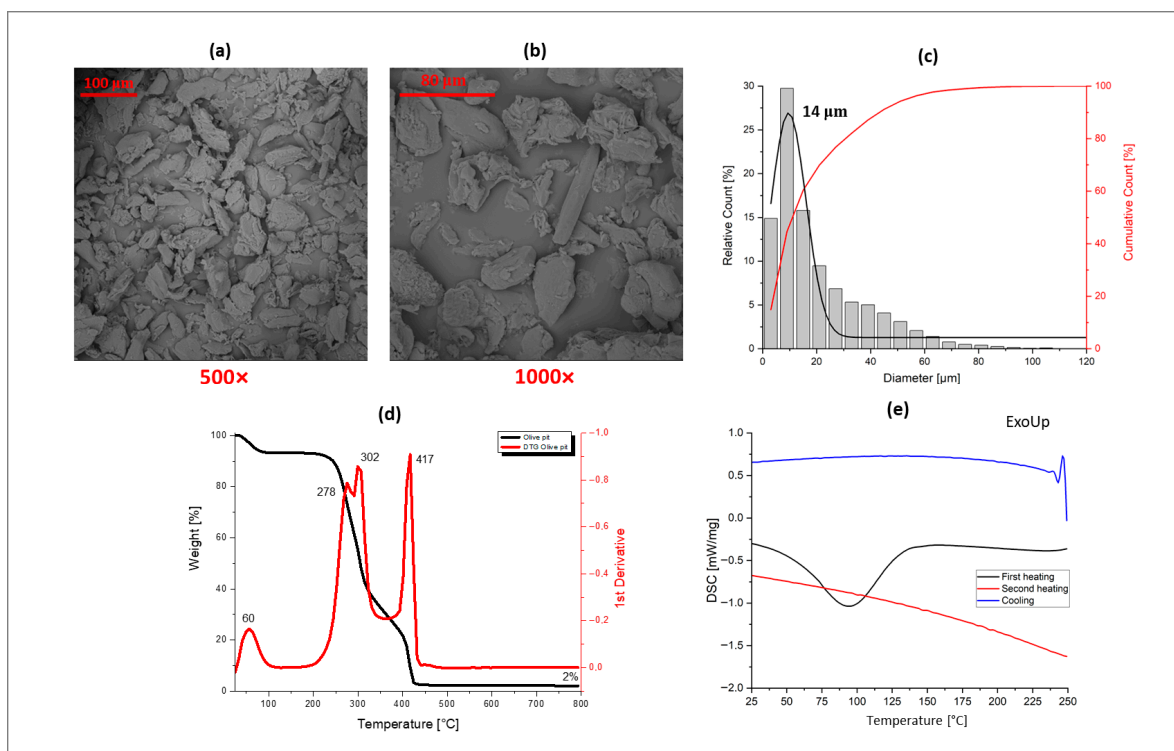 (a)
100 µm
500×
(b)
80 µm
1000×
(c)
14 µm
Relative Count [%]
30
25
20
15
10
5
0
Cumulative Count [%]
100
80
60
40
20
0
0 20 40 60 80 100 120
Diameter [µm]
(d)
Olive pit
DTG Olive pit
Weight [%]
100
80
60
40
20
0
60
278
302
417
2%
1st Derivative
−1.0
−0.8
−0.6
−0.4
−0.2
0.0
100 200 300 400 500 600 700 800
Temperature [°C]
(e)
ExoUp
DSC [mW/mg]
1.0
0.5
0.0
−0.5
−1.0
−1.5
−2.0
First heating
Second heating
Cooling
25 50 75 100 125 150 175 200 225 250
Temperature [°C]